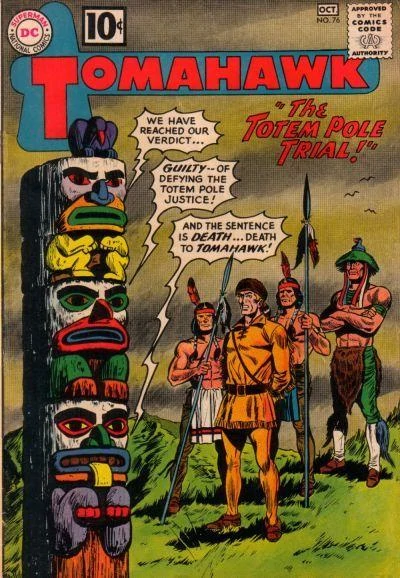 SUPERMAN
DC
NATIONAL COMICS
10¢
OCT.
NO. 76
APPROVED
BY THE
COMICS
CODE
AUTHORITY
TOMAHAWK
"THE
TOTEM POLE
TRIAL!"
WE HAVE
REACHED OUR
VERDICT...
GUILTY-- OF
DEFYING THE
TOTEM POLE
JUSTICE!
AND THE SENTENCE
IS DEATH... DEATH
TO TOMAHAWK!